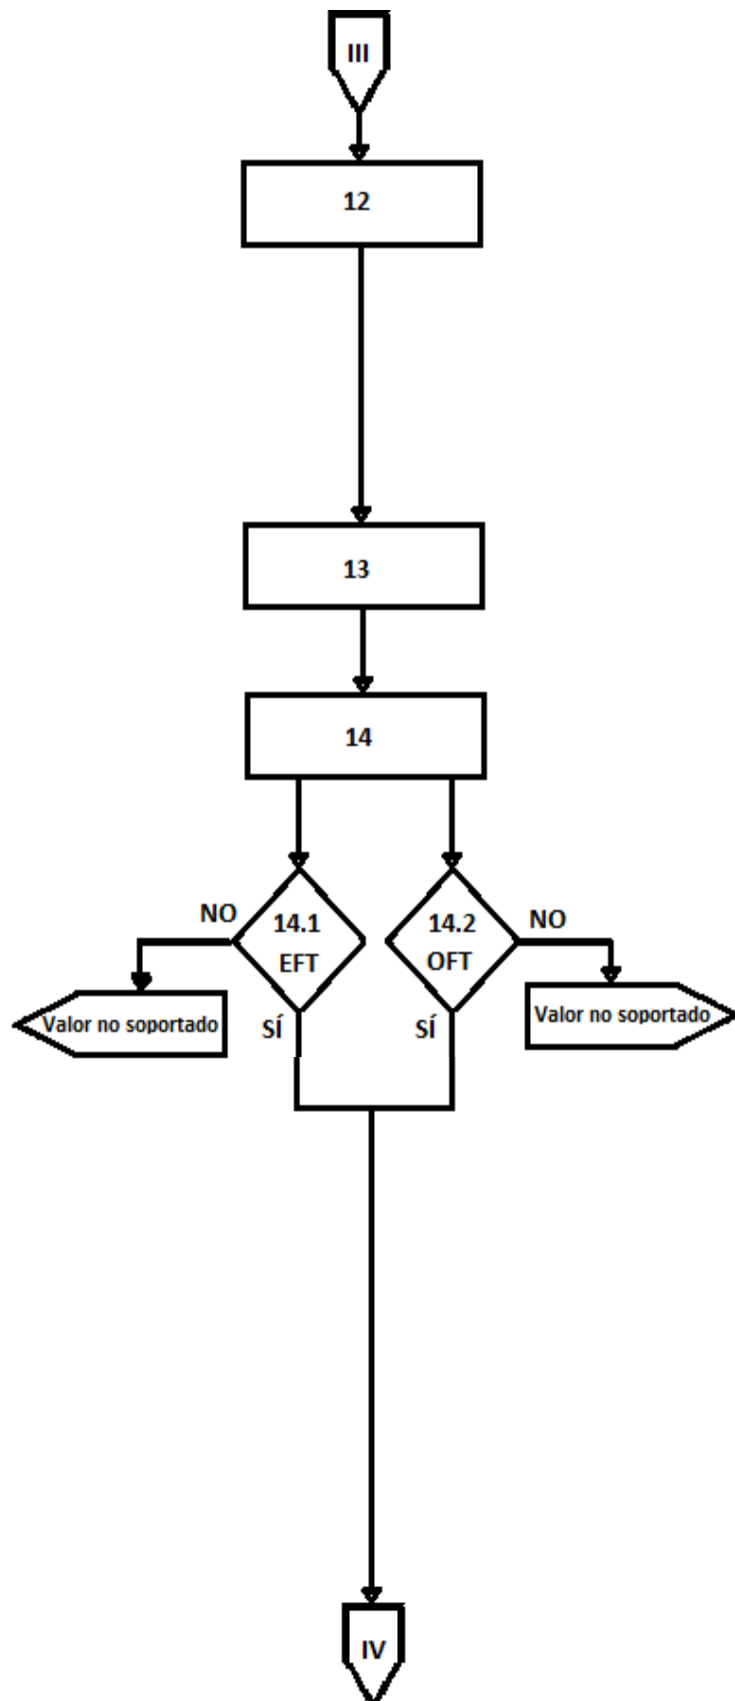 III
12
13
14
NO
14.1
EFT
14.2
OFT
NO
Valor no soportado
SÍ
SÍ
Valor no soportado
IV